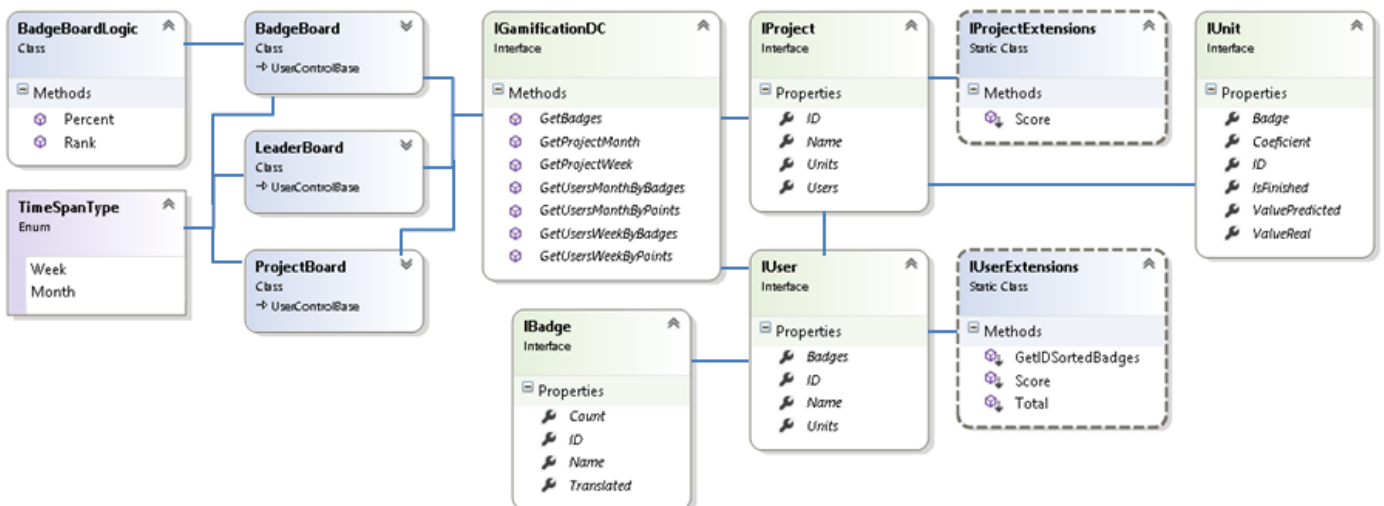 BadgeBoardLogic
Class
Methods
Percent
Rank
TimeSpanType
Enum
Week
Month
BadgeBoard
Class
UserControlBase
LeaderBoard
Class
UserControlBase
ProjectBoard
Class
UserControlBase
IGamificationDC
Interface
Methods
GetBadges
GetProjectMonth
GetProjectWeek
GetUsersMonthByBadges
GetUsersMonthByPoints
GetUsersWeekByBadges
GetUsersWeekByPoints
IBadge
Interface
Properties
Count
ID
Name
Translated
IProject
Interface
Properties
ID
Name
Units
Users
IUser
Interface
Properties
Badges
ID
Name
Units
IProjectExtensions
Static Class
Methods
Score
IUserExtensions
Static Class
Methods
GetIDSortedBadges
Score
Total
IUnit
Interface
Properties
Badge
Coeficient
ID
IsFinished
ValuePredicted
ValueReal